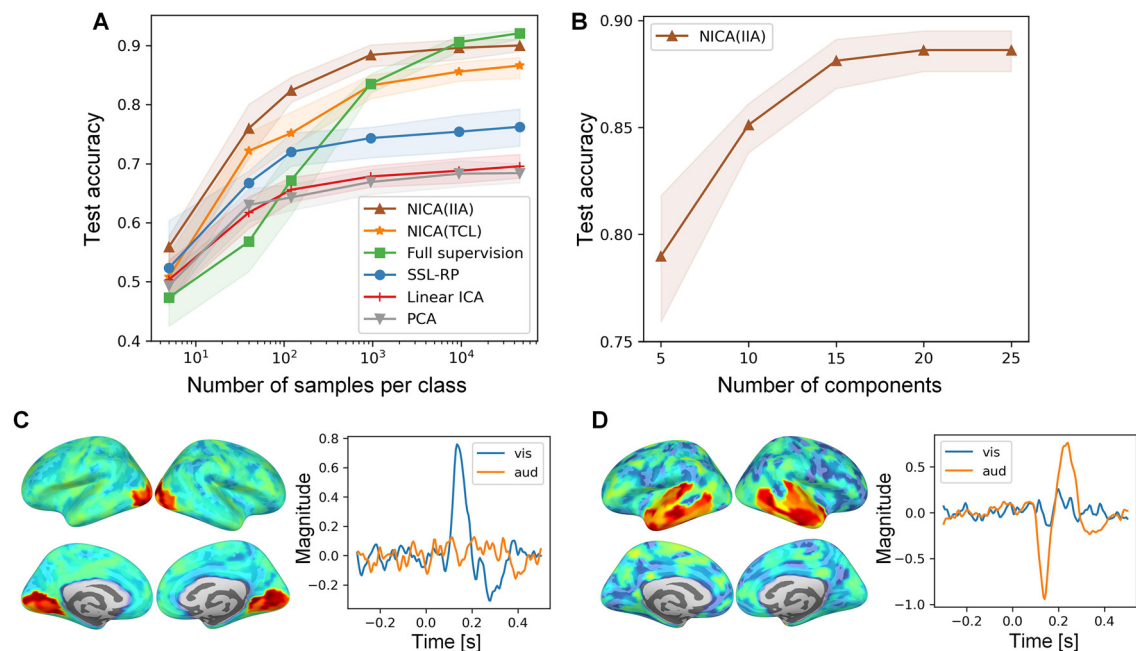 A
Test accuracy
0.9
0.8
0.7
0.6
0.5
0.4
10¹ 10² 10³ 10⁴
Number of samples per class
NICA(IIA)
NICA(TCL)
Full supervision
SSL-RP
Linear ICA
PCA
B
Test accuracy
0.90
0.85
0.80
0.75
5 10 15 20 25
Number of components
NICA(IIA)
C
Magnitude
0.8
0.6
0.4
0.2
0.0
−0.2
−0.2 0.0 0.2 0.4
Time [s]
vis
aud
D
Magnitude
0.5
0.0
−0.5
−1.0
−0.2 0.0 0.2 0.4
Time [s]
vis
aud